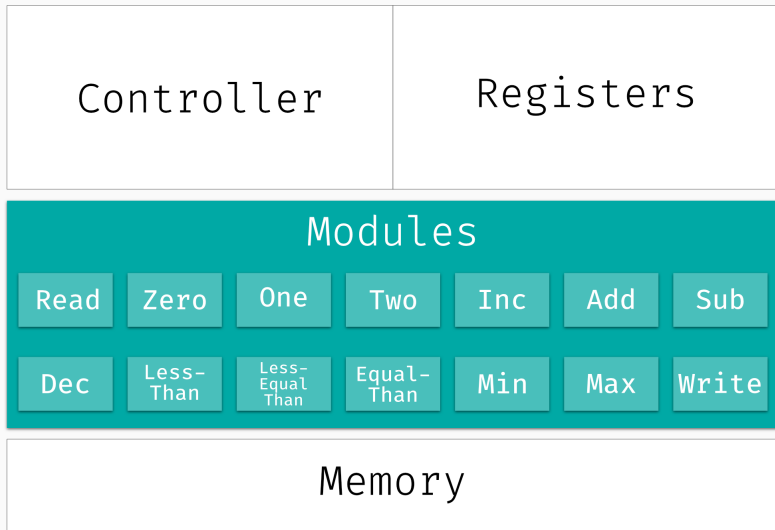 Controller
Registers
Modules
Read
Zero
One
Two
Inc
Add
Sub
Dec
Less-
Than
Less-
Equal
Than
Equal-
Than
Min
Max
Write
Memory